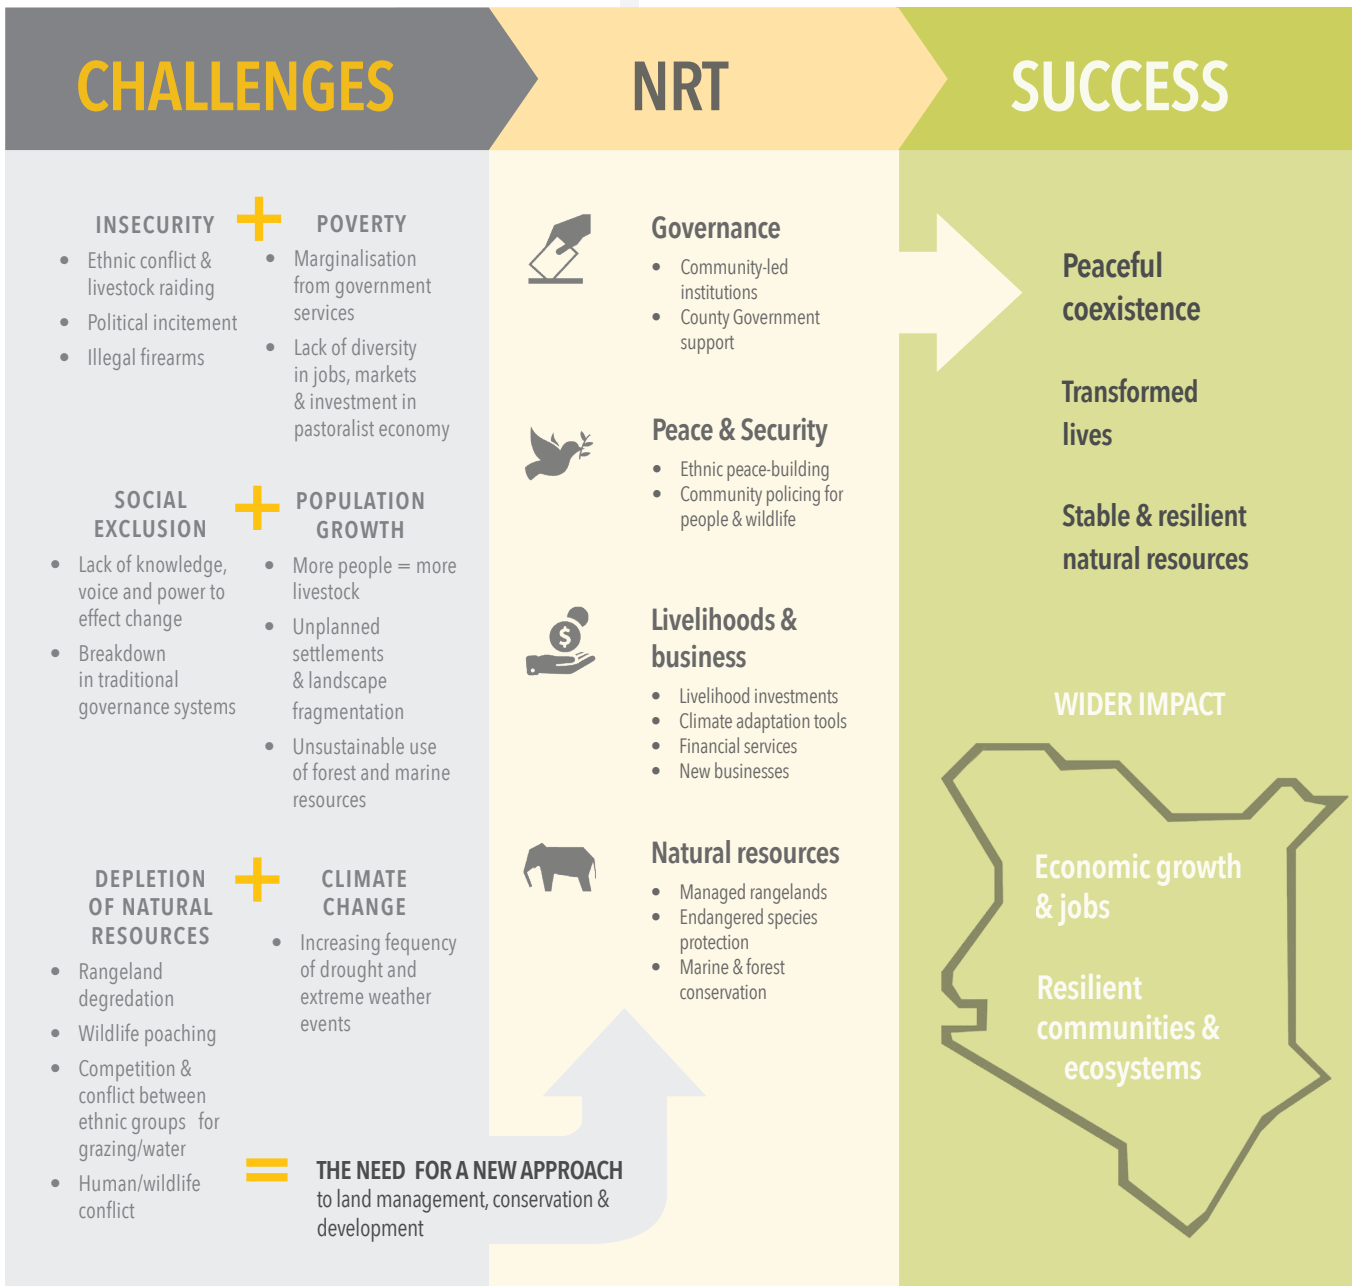 CHALLENGES
NRT
SUCCESS
INSECURITY
• Ethnic conflict &
livestock raiding
• Political incitement
• Illegal firearms
+
POVERTY
• Marginalisation
from government
services
• Lack of diversity
in jobs, markets
& investment in
pastoralist economy
SOCIAL
EXCLUSION
• Lack of knowledge,
voice and power to
effect change
• Breakdown
in traditional
governance systems
+
POPULATION
GROWTH
• More people = more
livestock
• Unplanned
settlements
& landscape
fragmentation
• Unsustainable use
of forest and marine
resources
DEPLETION
OF NATURAL
RESOURCES
• Rangeland
degredation
• Wildlife poaching
• Competition &
conflict between
ethnic groups for
grazing/water
• Human/wildlife
conflict
+
CLIMATE
CHANGE
• Increasing fequency
of drought and
extreme weather
events
=
THE NEED FOR A NEW APPROACH
to land management, conservation &
development
Governance
• Community-led
institutions
• County Government
support
Peace & Security
• Ethnic peace-building
• Community policing for
people & wildlife
$
Livelihoods &
business
• Livelihood investments
• Climate adaptation tools
• Financial services
• New businesses
Natural resources
• Managed rangelands
• Endangered species
protection
• Marine & forest
conservation
Peaceful
coexistence
Transformed
lives
Stable & resilient
natural resources
WIDER IMPACT
Economic growth
& jobs
Resilient
communities &
ecosystems